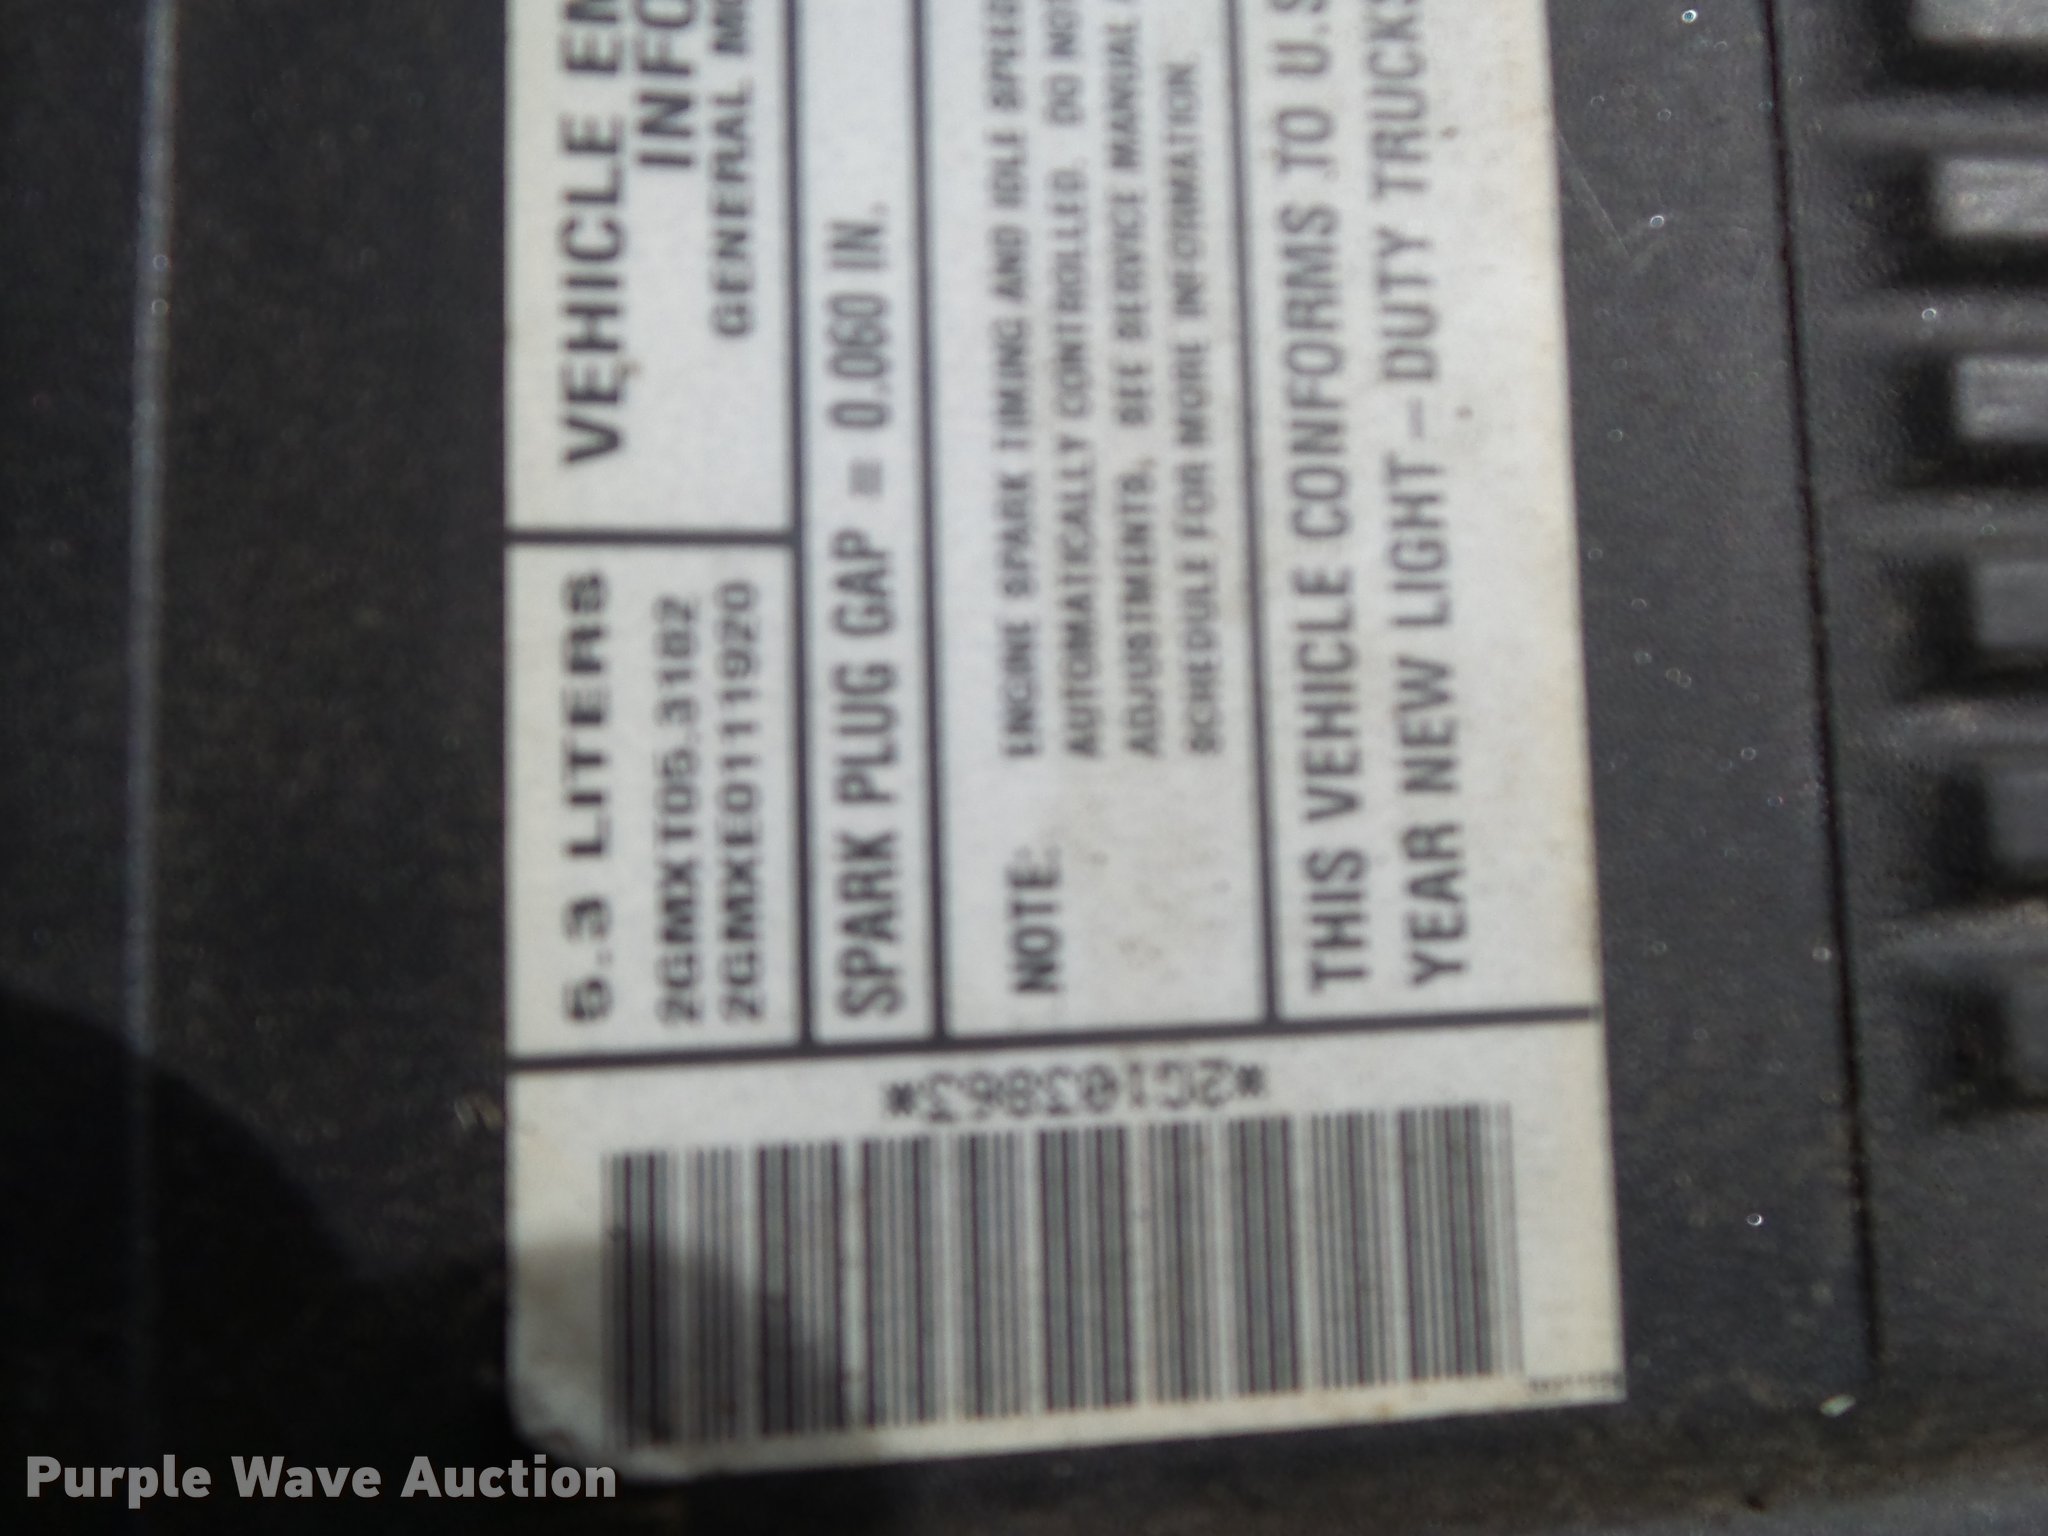 5.3 LITERS
2GMXT05.3182
2GMXE0111920
VEHICLE EM
INFO
GENERAL MO
SPARK PLUG GAP = 0.060 IN.
NOTE: ENGINE SPARK TIMING AND IDLE SPEED
AUTOMATICALLY CONTROLLED. DO NOT
ADJUSTMENTS. SEE SERVICE MANUAL
SCHEDULE FOR MORE INFORMATION
THIS VEHICLE CONFORMS TO U.S
YEAR NEW LIGHT-DUTY TRUCKS
*2G103863*
Purple Wave Auction